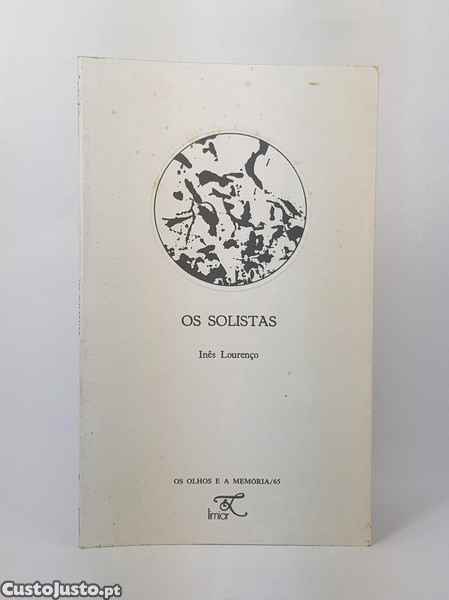 OS SOLISTAS
Inês Lourenço
OS OLHOS E A MEMÓRIA/65
limiar
CustoJusto.pt